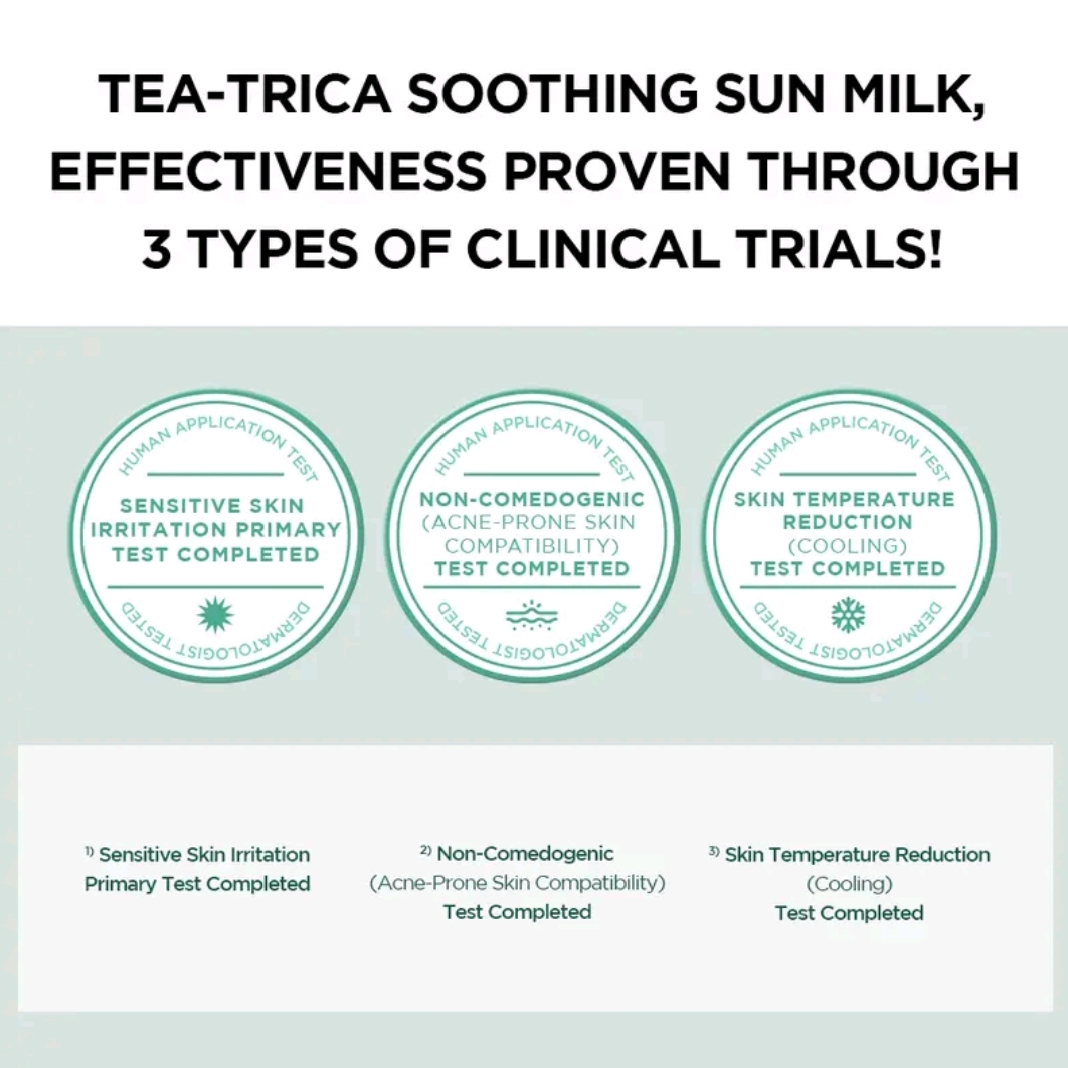 TEA-TRICA SOOTHING SUN MILK,
EFFECTIVENESS PROVEN THROUGH
3 TYPES OF CLINICAL TRIALS!
HUMAN APPLICATION TEST
SENSITIVE SKIN
IRRITATION PRIMARY
TEST COMPLETED
DERMATOLOGIST TESTED
HUMAN APPLICATION TEST
NON-COMEDOGENIC
(ACNE-PRONE SKIN
COMPATIBILITY)
TEST COMPLETED
DERMATOLOGIST TESTED
HUMAN APPLICATION TEST
SKIN TEMPERATURE
REDUCTION
(COOLING)
TEST COMPLETED
DERMATOLOGIST TESTED
1) Sensitive Skin Irritation
Primary Test Completed
2) Non-Comedogenic
(Acne-Prone Skin Compatibility)
Test Completed
3) Skin Temperature Reduction
(Cooling)
Test Completed